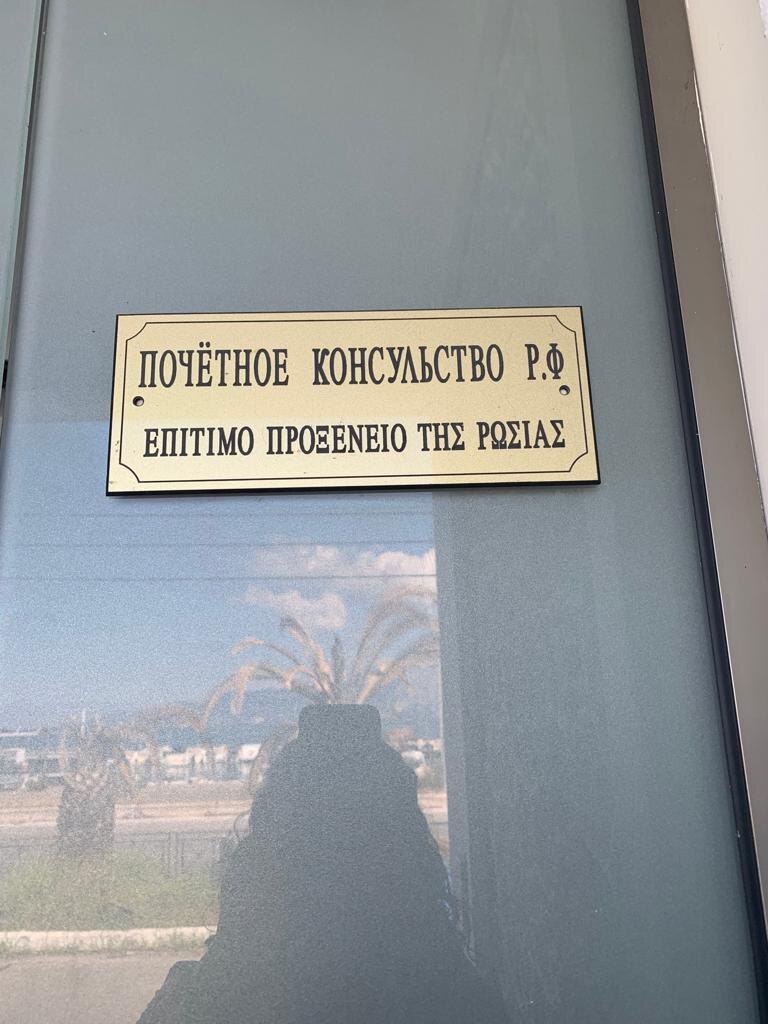 ПОЧЁТНОЕ КОНСУЛЬСТВО Р.Ф
ΕΠΙΤΙΜΟ ΠΡΟΞΕΝΕΙΟ ΤΗΣ ΡΩΣΙΑΣ